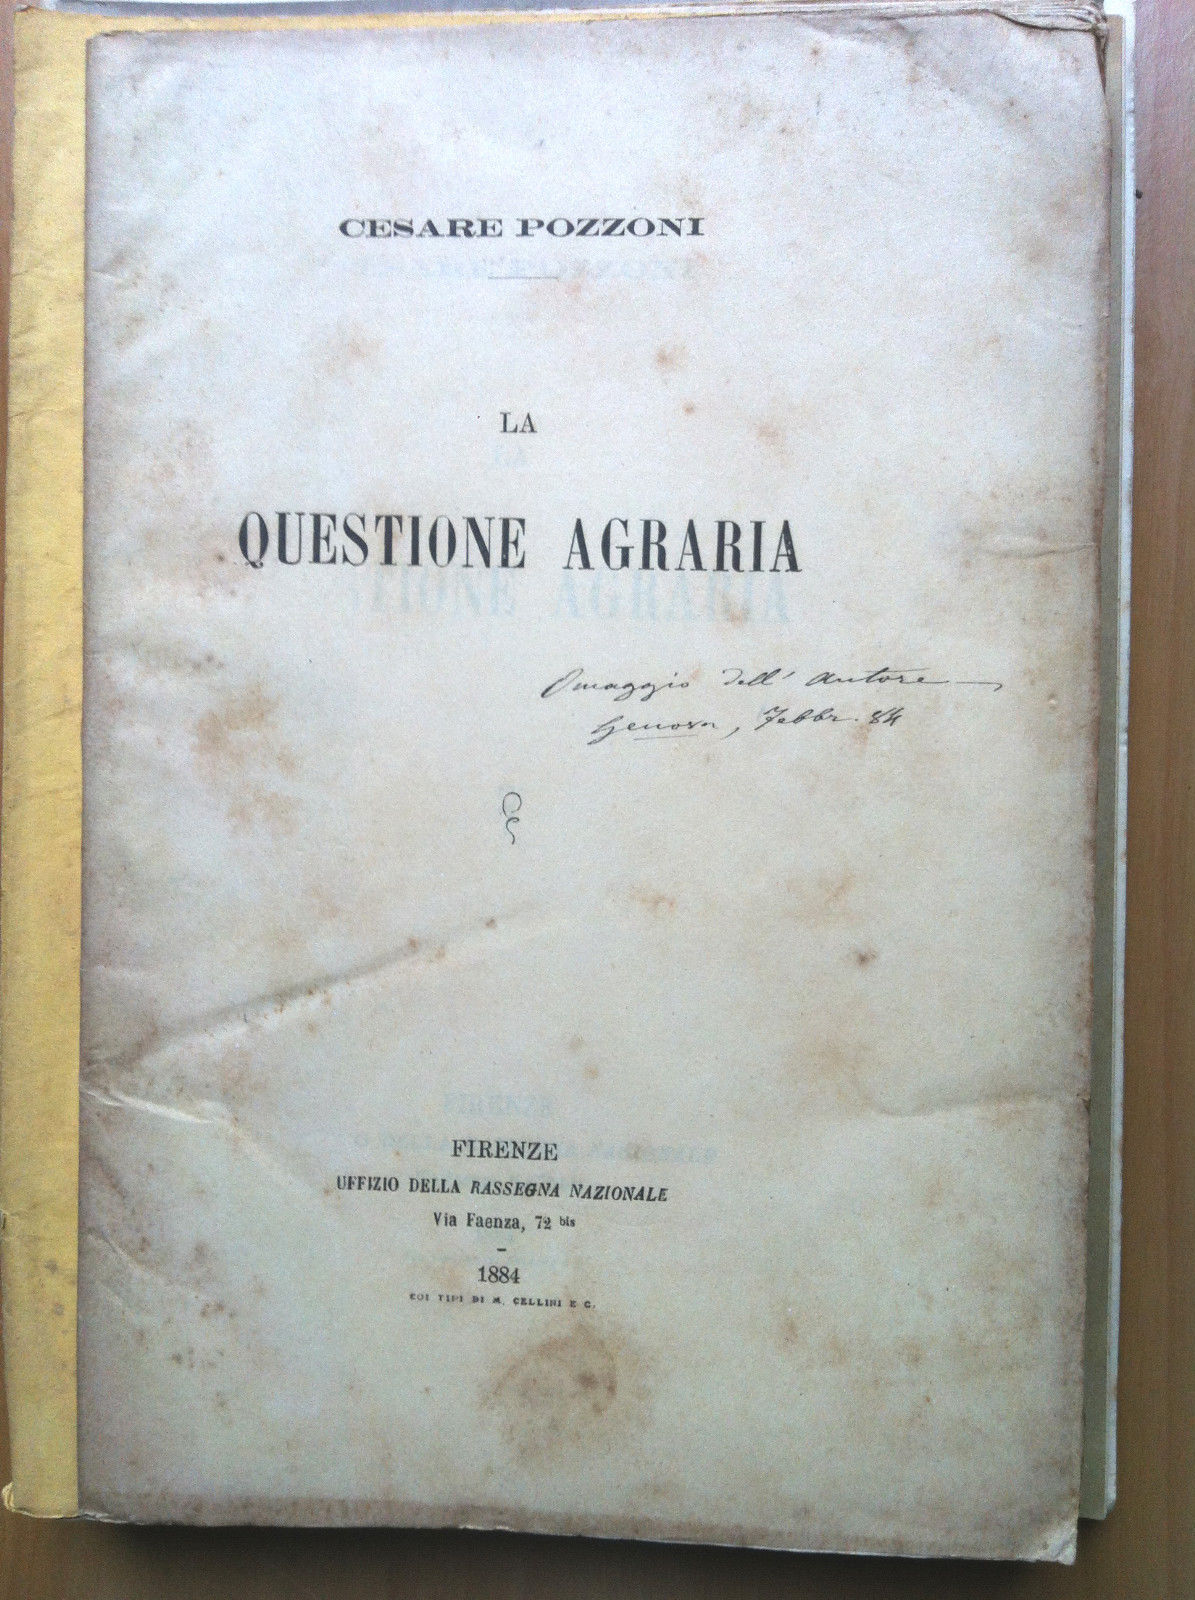 CESARE POZZONI
LA
QUESTIONE AGRARIA
Omaggio dell' autore
Genova, Febbr. 84
FIRENZE
UFFIZIO DELLA RASSEGNA NAZIONALE
Via Faenza, 72 bis
1884
COI TIPI DI M. CELLINI E C.